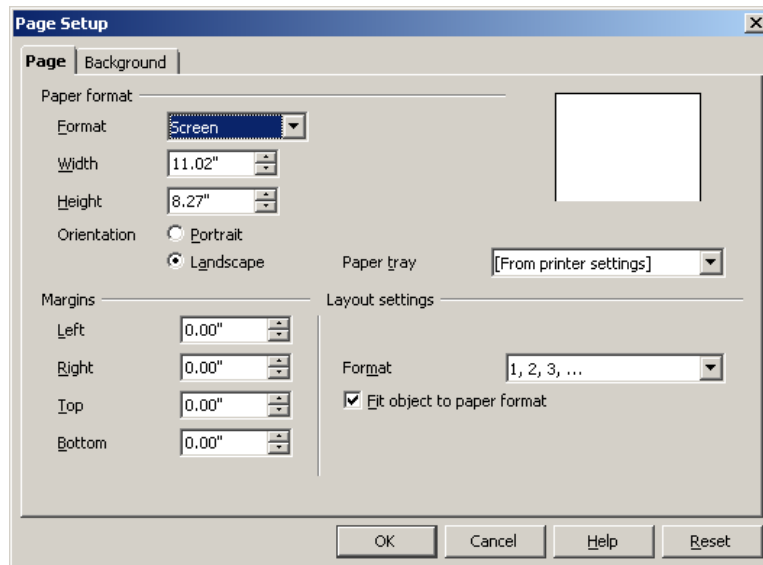 Page Setup
Page Background
Paper format
Format Screen
Width 11.02"
Height 8.27"
Orientation Portrait
Landscape Paper tray [From printer settings]
Margins Layout settings
Left 0.00"
Right 0.00" Format 1, 2, 3, ...
Top 0.00" Fit object to paper format
Bottom 0.00"
OK Cancel Help Reset